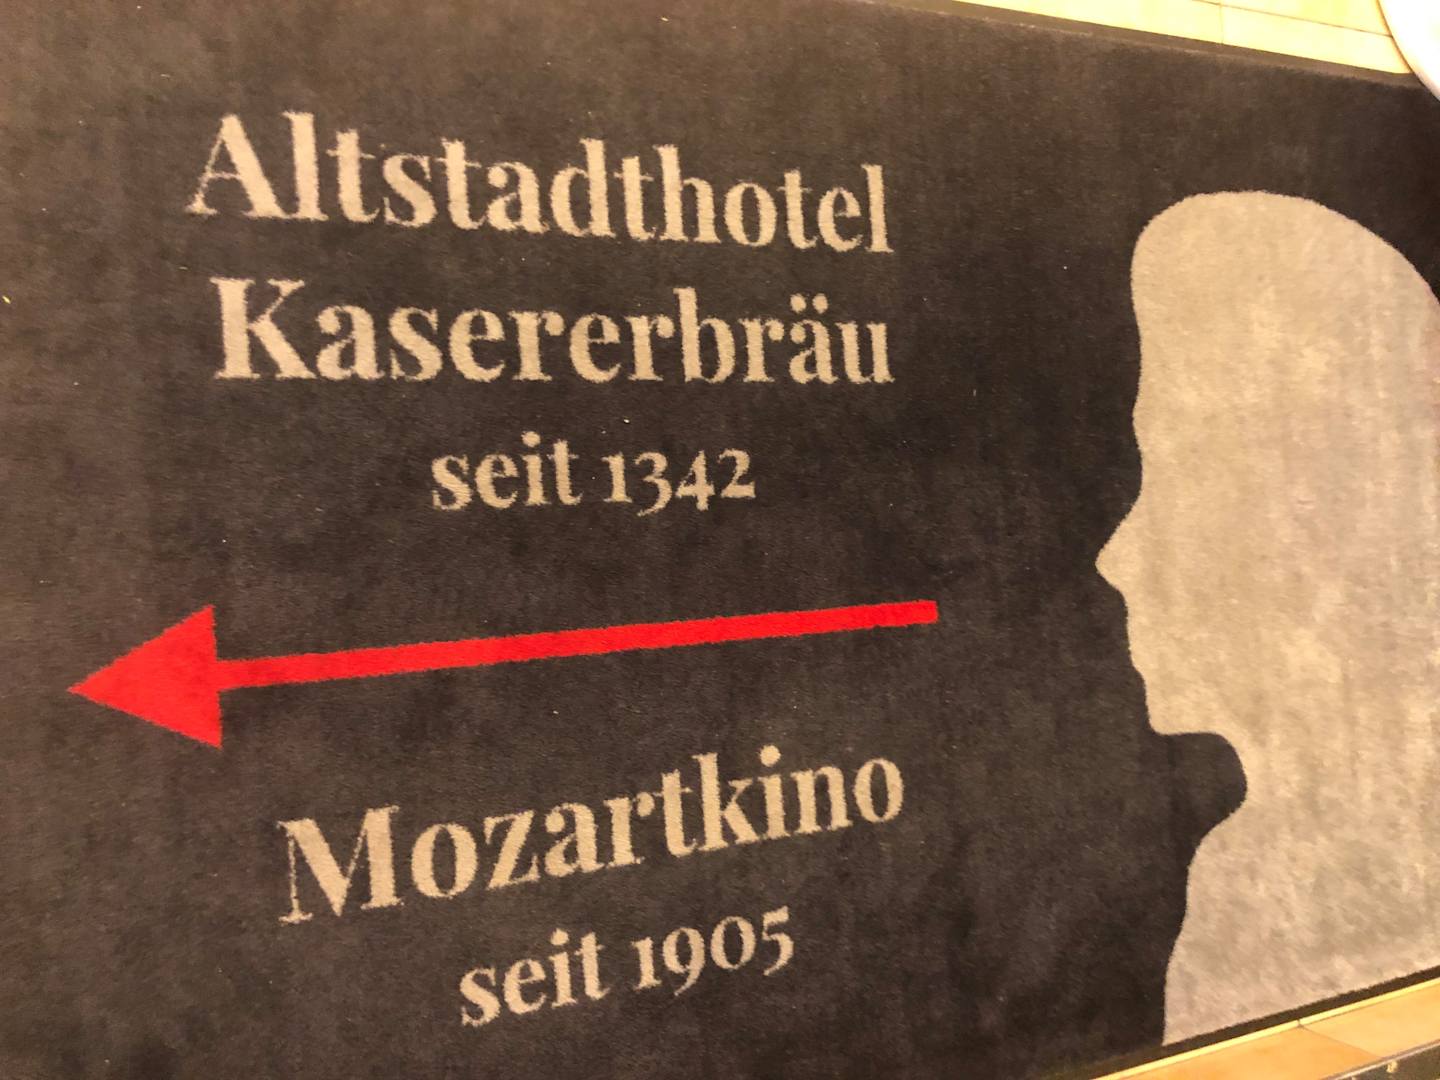 Altstadthotel
Kasererbräu
seit 1342
Mozartkino
seit 1905